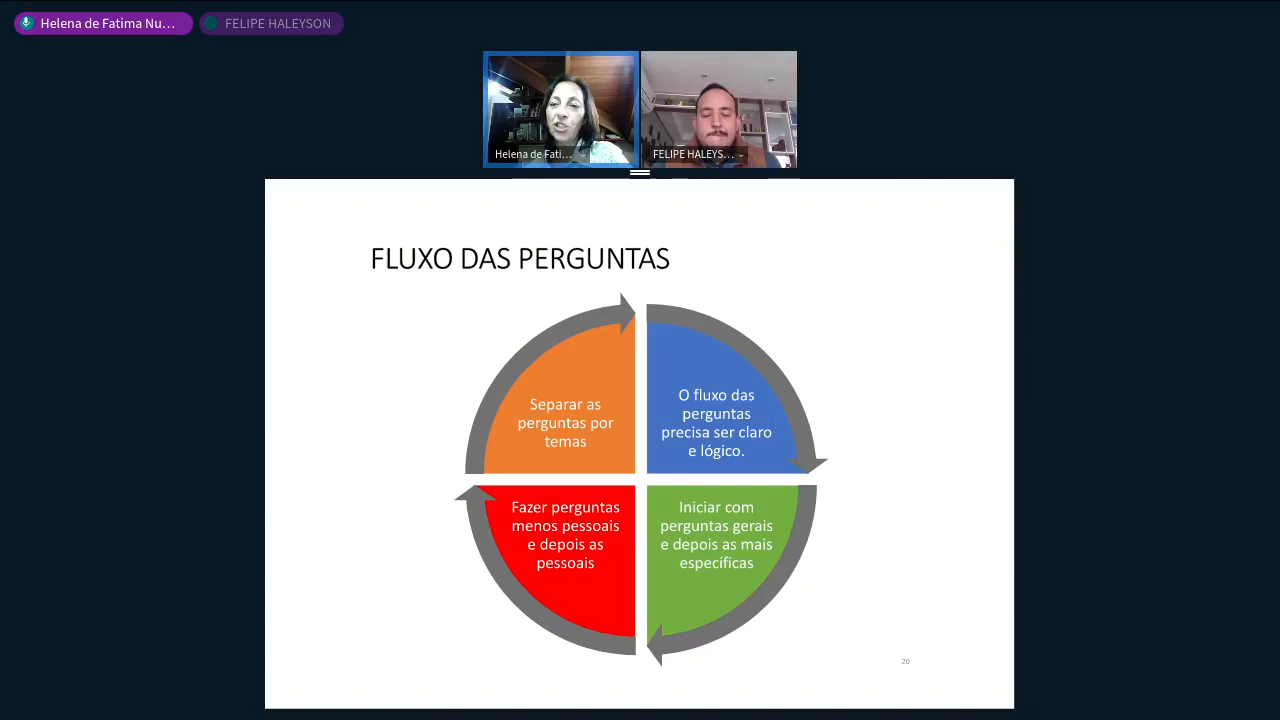 Helena de Fatima Nu...
FELIPE HALEYSON
Helena de Fati...
FELIPE HALEYS...
FLUXO DAS PERGUNTAS
Separar as
perguntas por
temas
O fluxo das
perguntas
precisa ser claro
e lógico.
Fazer perguntas
menos pessoais
e depois as
pessoais
Iniciar com
perguntas gerais
e depois as mais
específicas
20